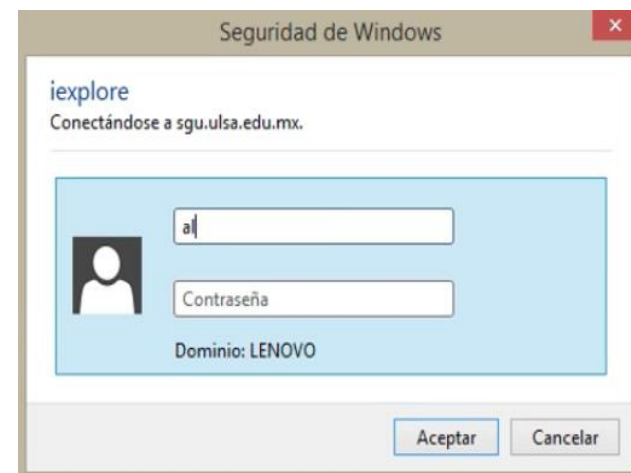 Seguridad de Windows
iexplore
Conectándose a sgu.ulsa.edu.mx.
al
Contraseña
Dominio: LENOVO
Aceptar Cancelar